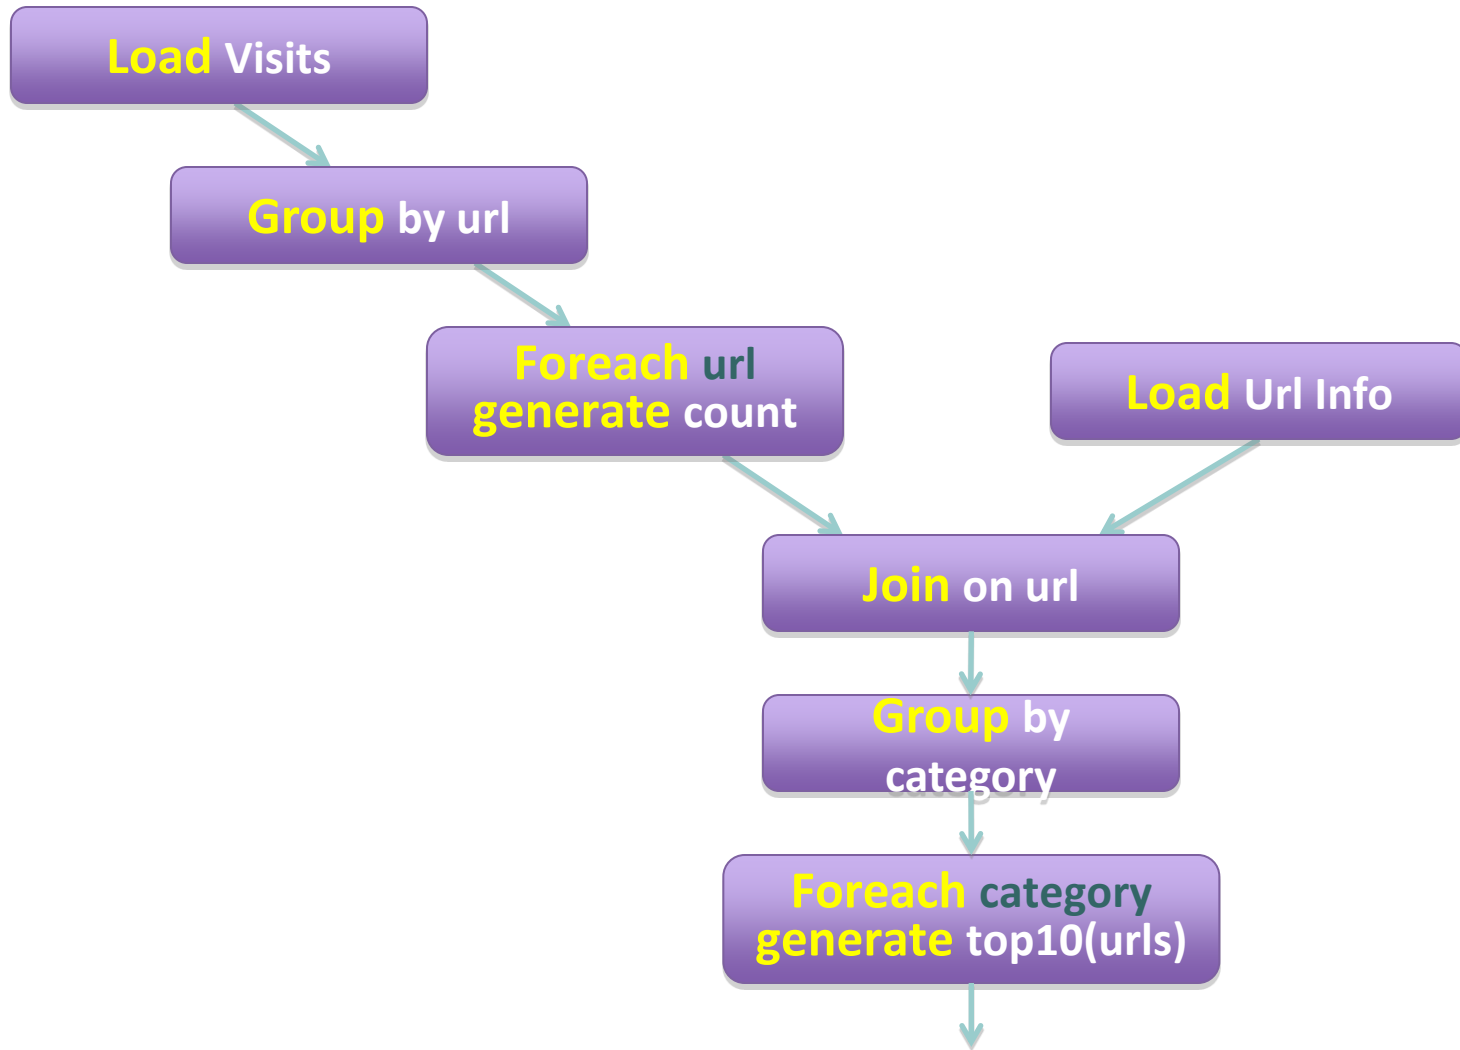 Load Visits
Group by url
Foreach url
generate count
Load Url Info
Join on url
Group by
category
Foreach category
generate top10(urls)